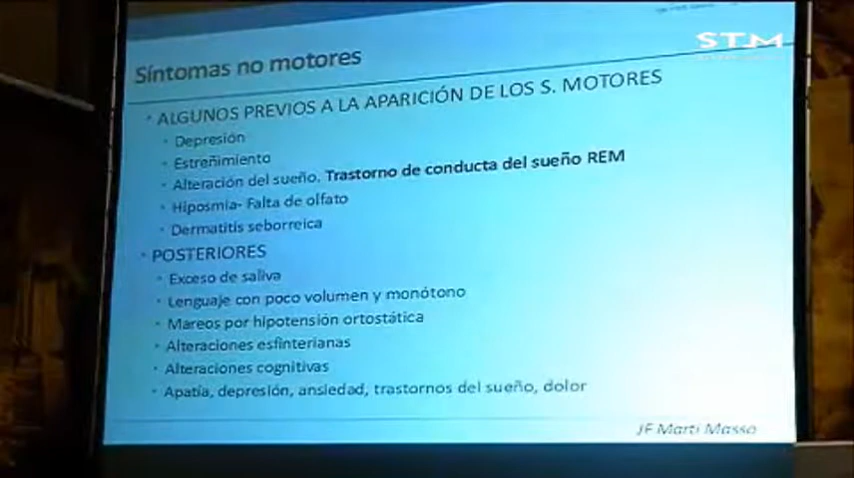 STM
Síntomas no motores
• ALGUNOS PREVIOS A LA APARICIÓN DE LOS S. MOTORES
• Depresión
• Estreñimiento
• Alteración del sueño. Trastorno de conducta del sueño REM
• Hiposmia- Falta de olfato
• Dermatitis seborreica
• POSTERIORES
• Exceso de saliva
• Lenguaje con poco volumen y monótono
• Mareos por hipotensión ortostática
• Alteraciones esfinterianas
• Alteraciones cognitivas
• Apatía, depresión, ansiedad, trastornos del sueño, dolor
JF Marti Masso